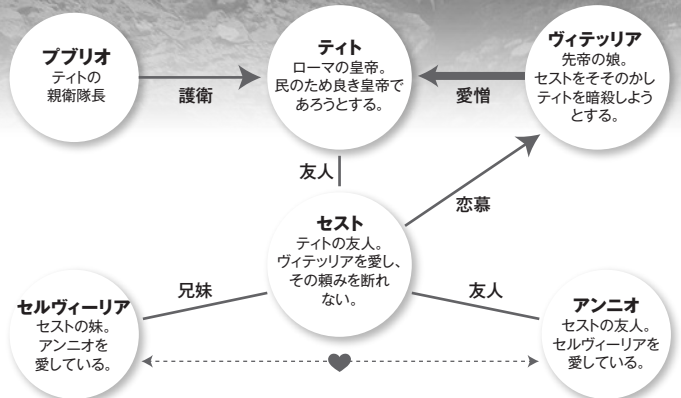 プブリオ
ティトの
親衛隊長
護衛
ティト
ローマの皇帝。
民のため良き皇帝で
あろうとする。
愛憎
ヴィテッリア
先帝の娘。
セストをそそのかし
ティトを暗殺しよう
とする。
友人
恋慕
セスト
ティトの友人。
ヴィテッリアを愛し、
その頼みを断れ
ない。
セルヴィーリア
セストの妹。
アンニオを
愛している。
兄妹
友人
アンニオ
セストの友人。
セルヴィーリアを
愛している。